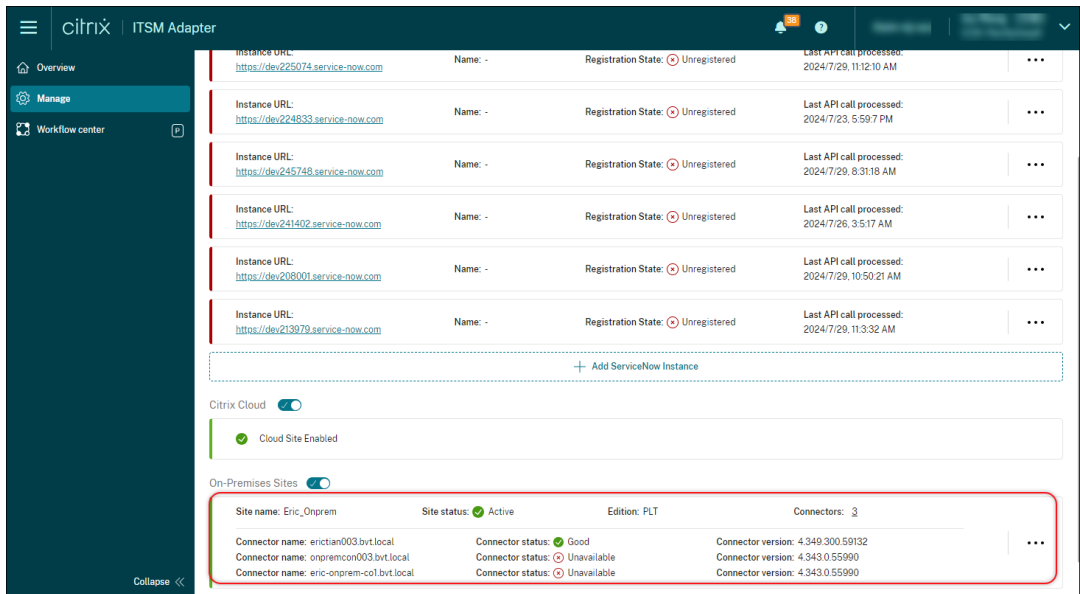 citrix ITSM Adapter
38
?
Overview
Manage
Workflow center P
Collapse
Instance URL:
https://dev225074.service-now.com
Name: -
Registration State: Unregistered
Last API call processed:
2024/7/29, 11:12:10 AM
Instance URL:
https://dev224833.service-now.com
Name: -
Registration State: Unregistered
Last API call processed:
2024/7/23, 5:59:7 PM
Instance URL:
https://dev245748.service-now.com
Name: -
Registration State: Unregistered
Last API call processed:
2024/7/29, 8:31:18 AM
Instance URL:
https://dev241402.service-now.com
Name: -
Registration State: Unregistered
Last API call processed:
2024/7/26, 3:5:17 AM
Instance URL:
https://dev208001.service-now.com
Name: -
Registration State: Unregistered
Last API call processed:
2024/7/29, 10:50:21 AM
Instance URL:
https://dev213979.service-now.com
Name: -
Registration State: Unregistered
Last API call processed:
2024/7/29, 11:3:32 AM
Add ServiceNow Instance
Citrix Cloud
Cloud Site Enabled
On-Premises Sites
Site name: Eric_Onprem Site status: Active Edition: PLT Connectors: 3
Connector name: erictian003.bvt.local Connector status: Good Connector version: 4.349.300.59132
Connector name: onpremcon003.bvt.local Connector status: Unavailable Connector version: 4.343.0.55990
Connector name: eric-onprem-co1.bvt.local Connector status: Unavailable Connector version: 4.343.0.55990